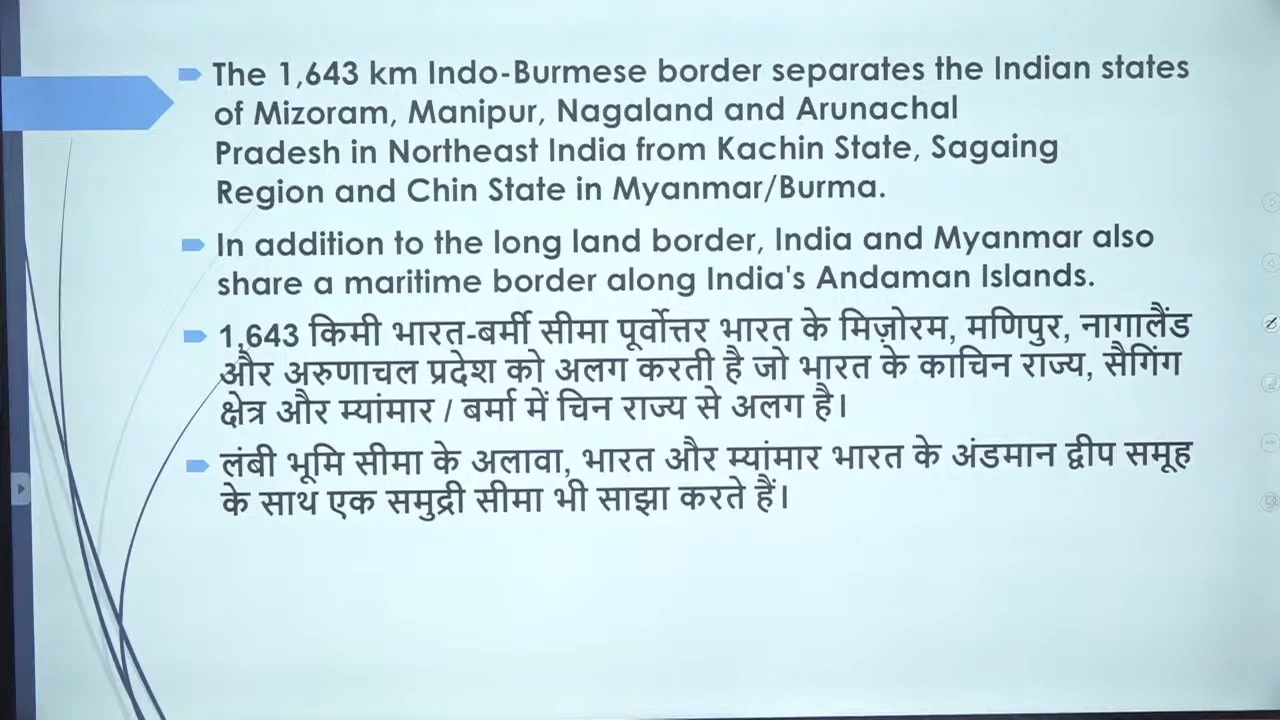 The 1,643 km Indo-Burmese border separates the Indian states
of Mizoram, Manipur, Nagaland and Arunachal
Pradesh in Northeast India from Kachin State, Sagaing
Region and Chin State in Myanmar/Burma.
In addition to the long land border, India and Myanmar also
share a maritime border along India's Andaman Islands.
1,643 किमी भारत-बर्मी सीमा पूर्वोत्तर भारत के मिज़ोरम, मणिपुर, नागालैंड
और अरुणाचल प्रदेश को अलग करती है जो भारत के काचिन राज्य, सैगिंग
क्षेत्र और म्यांमार / बर्मा में चिन राज्य से अलग है।
लंबी भूमि सीमा के अलावा, भारत और म्यांमार भारत के अंडमान द्वीप समूह
के साथ एक समुद्री सीमा भी साझा करते हैं।